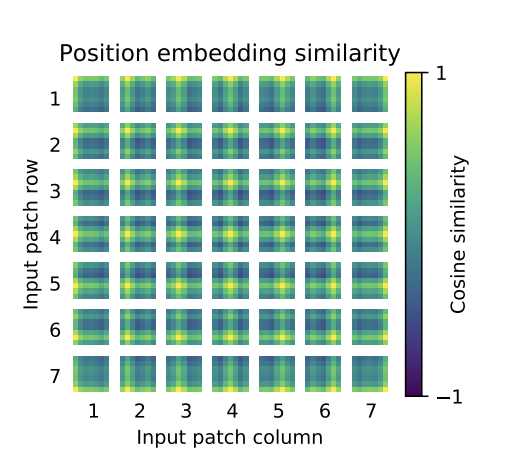 Position embedding similarity
1
2
3
4
5
6
7
Input patch row
1 2 3 4 5 6 7
Input patch column
1
−1
Cosine similarity